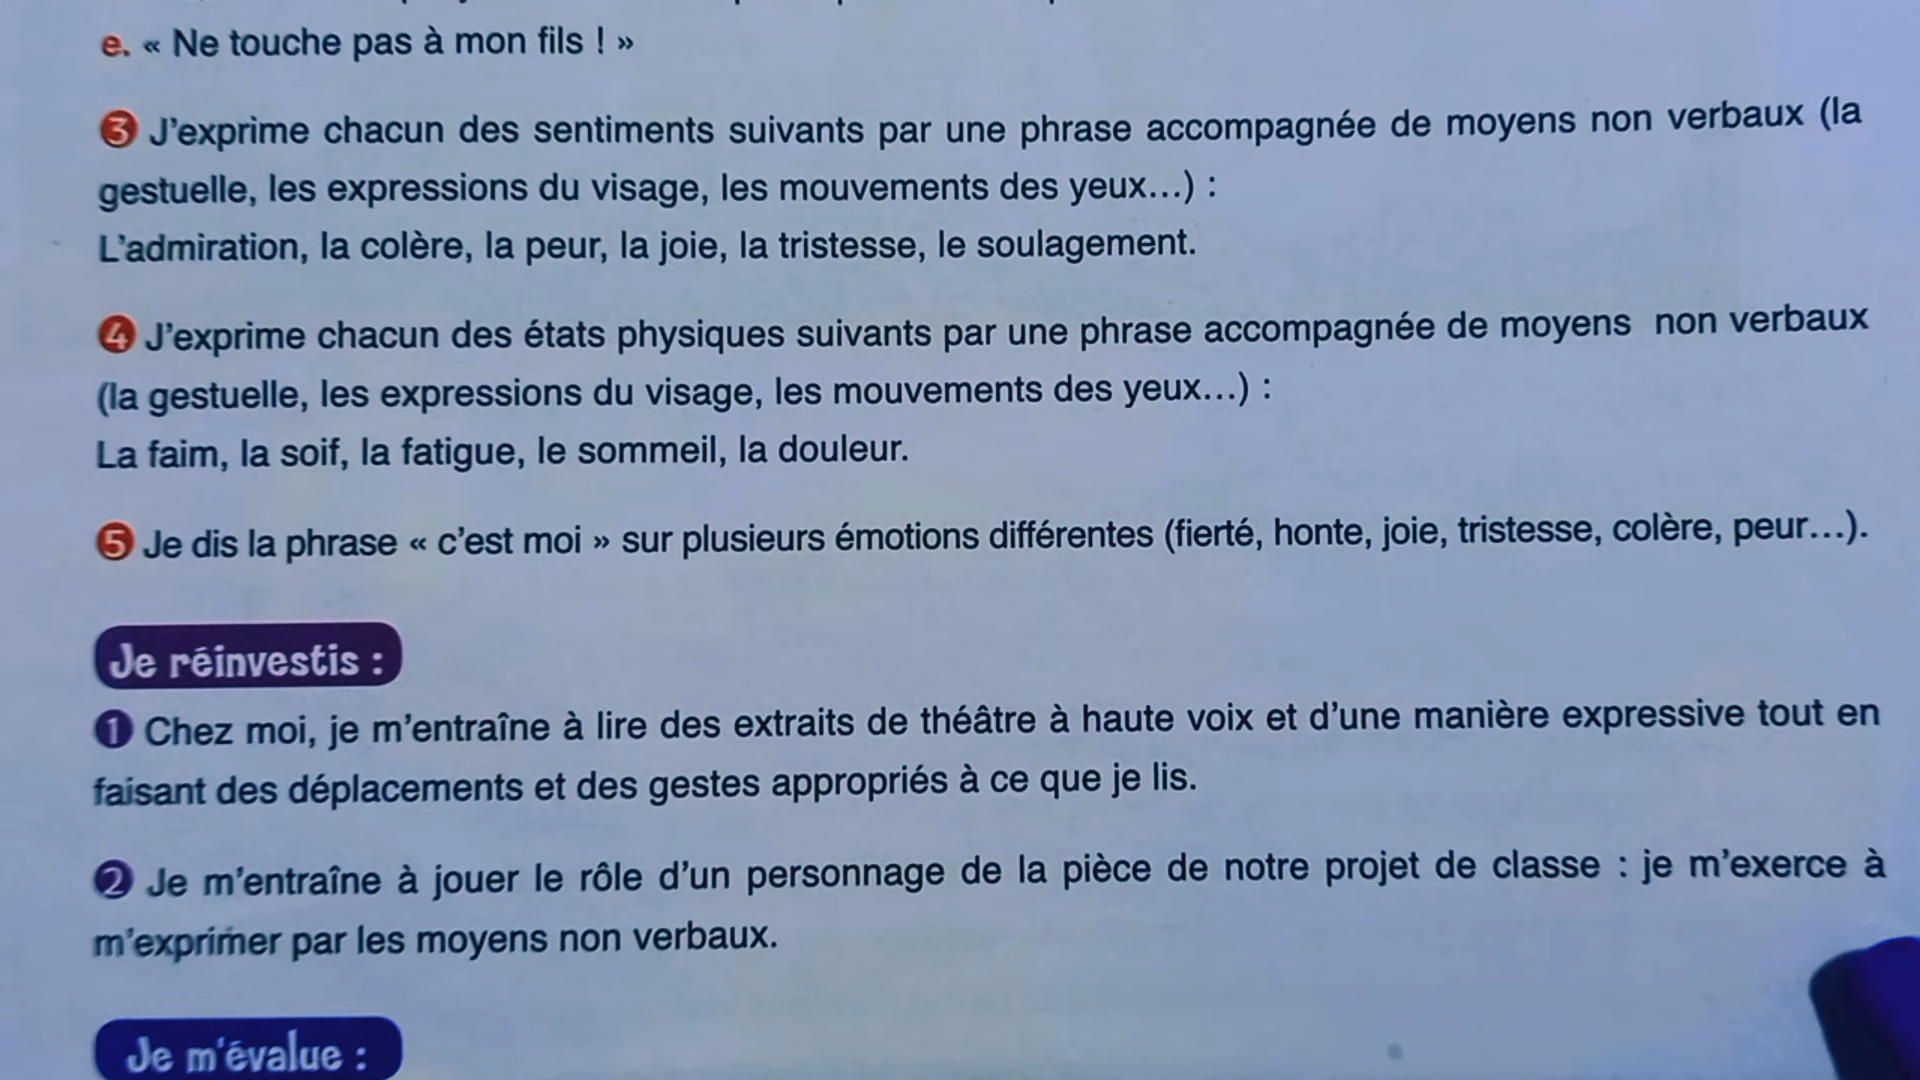 e. « Ne touche pas à mon fils ! »
3 J’exprime chacun des sentiments suivants par une phrase accompagnée de moyens non verbaux (la
gestuelle, les expressions du visage, les mouvements des yeux…) :
L’admiration, la colère, la peur, la joie, la tristesse, le soulagement.
4 J’exprime chacun des états physiques suivants par une phrase accompagnée de moyens non verbaux
(la gestuelle, les expressions du visage, les mouvements des yeux…) :
La faim, la soif, la fatigue, le sommeil, la douleur.
5 Je dis la phrase « c’est moi » sur plusieurs émotions différentes (fierté, honte, joie, tristesse, colère, peur…).
Je réinvestis :
1 Chez moi, je m’entraîne à lire des extraits de théâtre à haute voix et d’une manière expressive tout en
faisant des déplacements et des gestes appropriés à ce que je lis.
2 Je m’entraîne à jouer le rôle d’un personnage de la pièce de notre projet de classe : je m’exerce à
m’exprimer par les moyens non verbaux.
Je m’évalue :